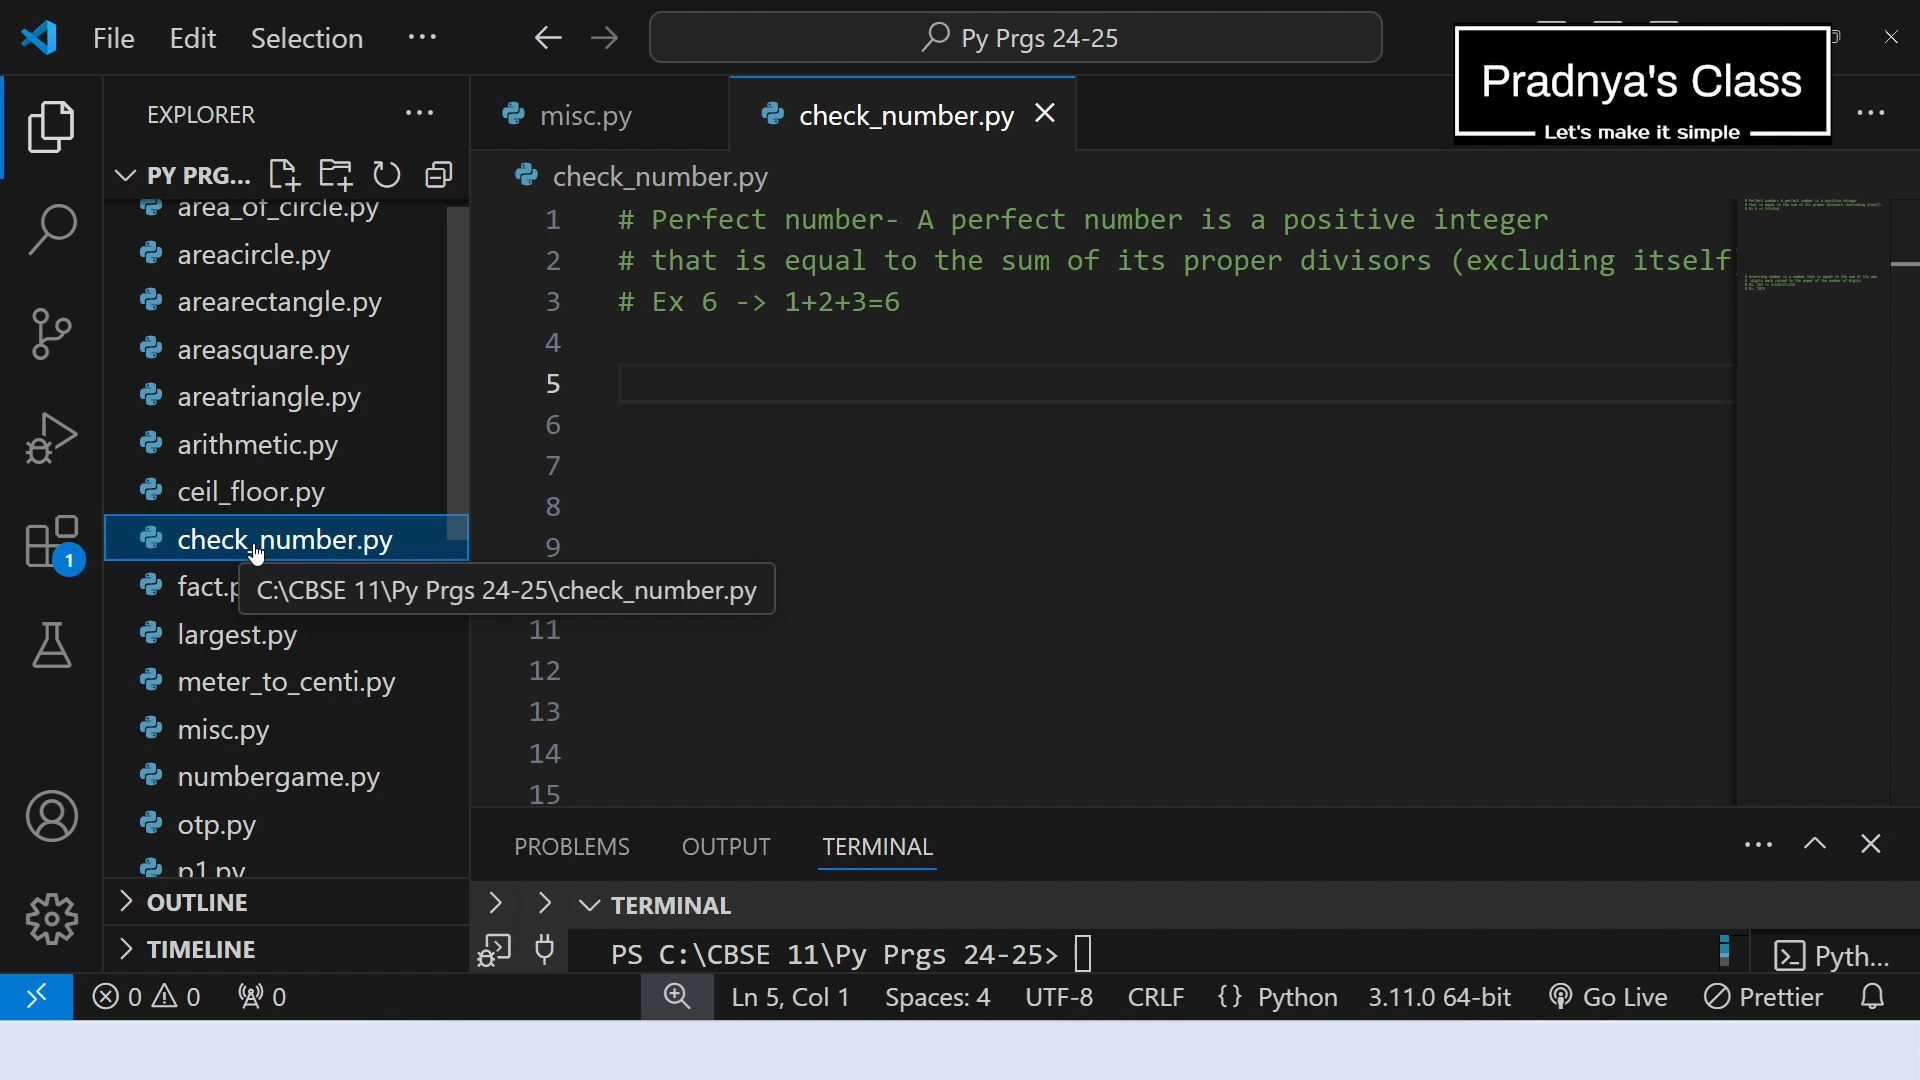 File Edit Selection ...
Py Prgs 24-25
Pradnya's Class
Let's make it simple
EXPLORER
PY PRG...
area_of_circle.py
areacircle.py
arearectangle.py
areasquare.py
areatriangle.py
arithmetic.py
ceil_floor.py
check_number.py
fact.p
largest.py
meter_to_centi.py
misc.py
numbergame.py
otp.py
p1.py
OUTLINE
TIMELINE
C:\CBSE 11\Py Prgs 24-25\check_number.py
misc.py
check_number.py
check_number.py
1 # Perfect number- A perfect number is a positive integer
2 # that is equal to the sum of its proper divisors (excluding itself
3 # Ex 6 -> 1+2+3=6
4
5
6
7
8
9
11
12
13
14
15
PROBLEMS OUTPUT TERMINAL
TERMINAL
PS C:\CBSE 11\Py Prgs 24-25>
Pyth...
1
0 0 0 Ln 5, Col 1 Spaces: 4 UTF-8 CRLF {} Python 3.11.0 64-bit Go Live Prettier